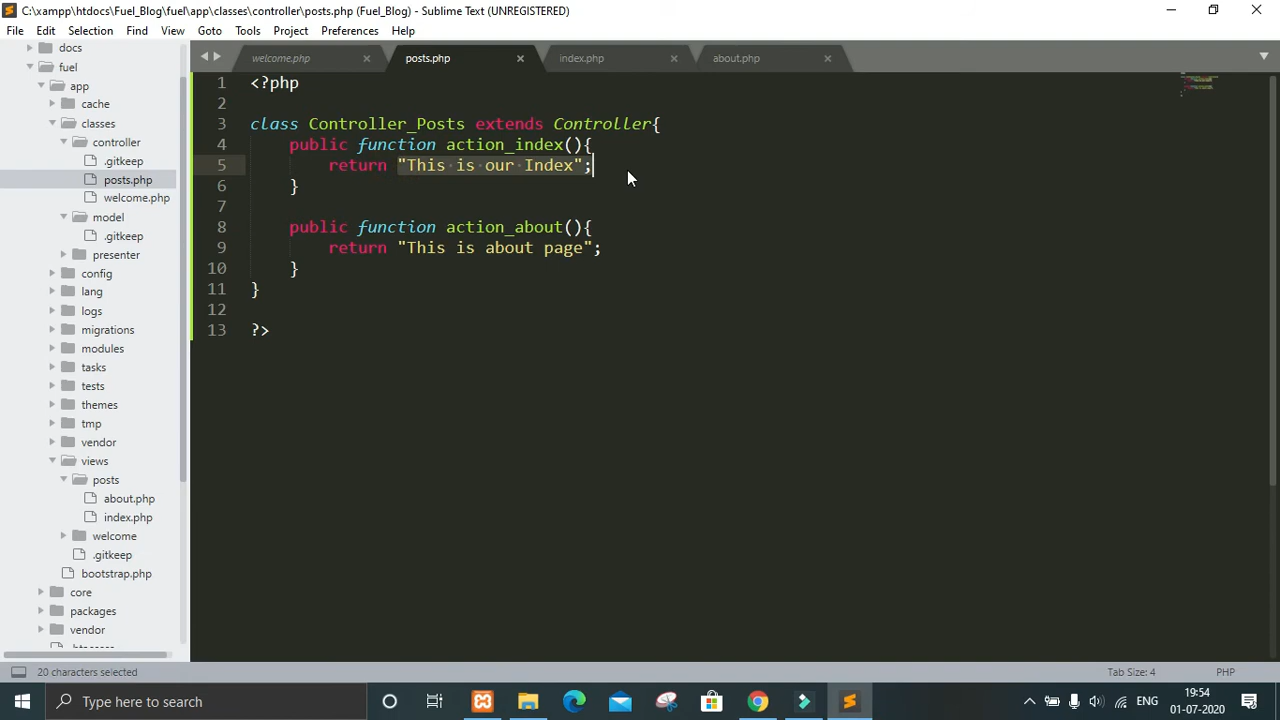 C:\xampp\htdocs\Fuel_Blog\fuel\app\classes\controller\posts.php (Fuel_Blog) - Sublime Text (UNREGISTERED)
File Edit Selection Find View Goto Tools Project Preferences Help
docs
fuel
app
cache
classes
controller
.gitkeep
posts.php
welcome.php
model
.gitkeep
presenter
config
lang
logs
migrations
modules
tasks
tests
themes
tmp
vendor
views
posts
about.php
index.php
welcome
.gitkeep
bootstrap.php
core
packages
vendor
.htaccess
welcome.php posts.php index.php about.php
1 <?php
2
3 class Controller_Posts extends Controller{
4 public function action_index(){
5 return "This is our Index";
6 }
7
8 public function action_about(){
9 return "This is about page";
10 }
11 }
12
13 ?>
20 characters selected Tab Size: 4 PHP
Type here to search ENG 19:54
01-07-2020